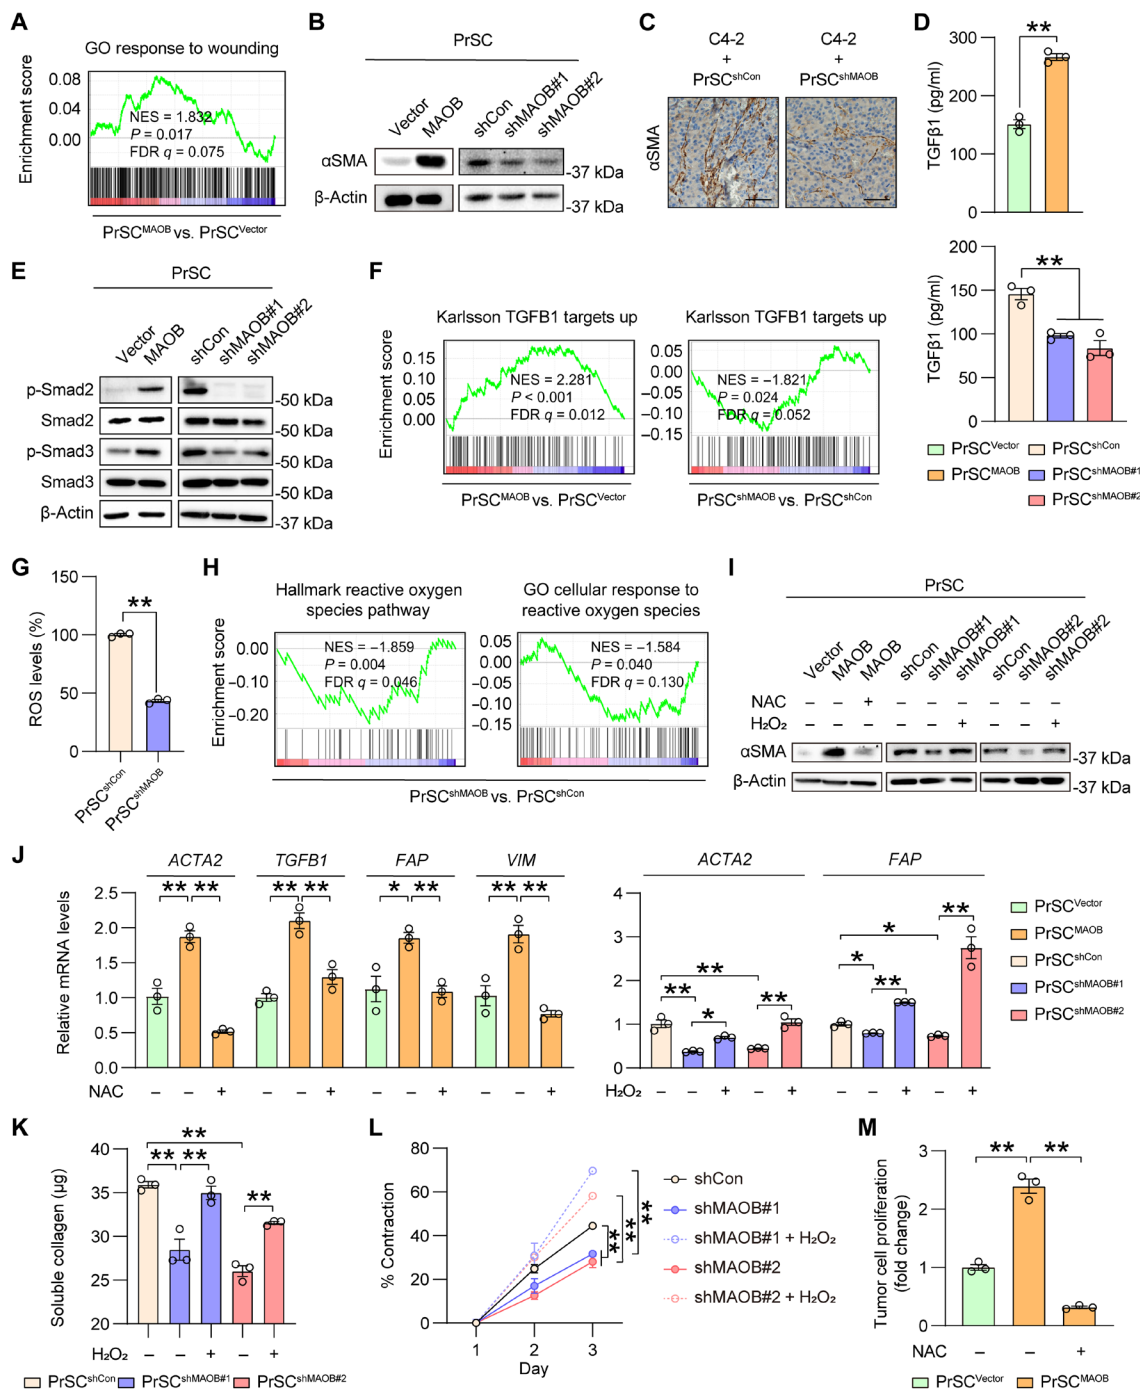 A
GO response to wounding
Enrichment score
0.08
0.04
0.00
NES = 1.832
P = 0.017
FDR q = 0.075
PrSCMAOB vs. PrSCVector
B
PrSC
Vector
MAOB
shCon
shMAOB#1
shMAOB#2
αSMA
-37 kDa
β-Actin
-37 kDa
C
C4-2
+
PrSCshCon
C4-2
+
PrSCshMAOB
αSMA
D
TGFβ1 (pg/ml)
300
200
100
0
**
TGFβ1 (pg/ml)
200
150
100
50
0
**
PrSCVector
PrSCMAOB
PrSCshCon
PrSCshMAOB#1
PrSCshMAOB#2
E
PrSC
Vector
MAOB
shCon
shMAOB#1
shMAOB#2
p-Smad2
-50 kDa
Smad2
-50 kDa
p-Smad3
-50 kDa
Smad3
-50 kDa
β-Actin
-37 kDa
F
Karlsson TGFB1 targets up
Enrichment score
0.15
0.10
0.05
0.00
NES = 2.281
P < 0.001
FDR q = 0.012
PrSCMAOB vs. PrSCVector
Karlsson TGFB1 targets up
0.05
0.00
−0.05
−0.10
−0.15
NES = −1.821
P = 0.024
FDR q = 0.052
PrSCshMAOB vs. PrSCshCon
G
ROS levels (%)
150
100
50
0
**
PrSCshCon
PrSCshMAOB
H
Hallmark reactive oxygen
species pathway
Enrichment score
0.00
−0.10
−0.20
NES = −1.859
P = 0.004
FDR q = 0.046
GO cellular response to
reactive oxygen species
0.05
0.00
−0.05
−0.10
−0.15
NES = −1.584
P = 0.040
FDR q = 0.130
PrSCshMAOB vs. PrSCshCon
I
PrSC
Vector
MAOB
MAOB
shCon
shMAOB#1
shMAOB#1
shCon
shMAOB#2
shMAOB#2
NAC – – + – – – – – –
H₂O₂ – – – – – + – – +
αSMA
-37 kDa
β-Actin
-37 kDa
J
Relative mRNA levels
2.5
2.0
1.5
1.0
0.5
0.0
ACTA2
TGFB1
FAP
VIM
** **
** **
* **
** **
NAC – – + – – + – – + – – +
4
3
2
1
0
ACTA2
FAP
**
**
*
**
*
*
**
**
H₂O₂ – – + – + – – + – +
PrSCVector
PrSCMAOB
PrSCshCon
PrSCshMAOB#1
PrSCshMAOB#2
K
Soluble collagen (µg)
40
35
30
25
20
**
** **
**
H₂O₂ – – + – +
PrSCshCon
PrSCshMAOB#1
PrSCshMAOB#2
L
% Contraction
80
60
40
20
0
1
2
3
Day
**
**
**
shCon
shMAOB#1
shMAOB#1 + H₂O₂
shMAOB#2
shMAOB#2 + H₂O₂
M
Tumor cell proliferation
(fold change)
3
2
1
0
** **
NAC – – +
PrSCVector
PrSCMAOB